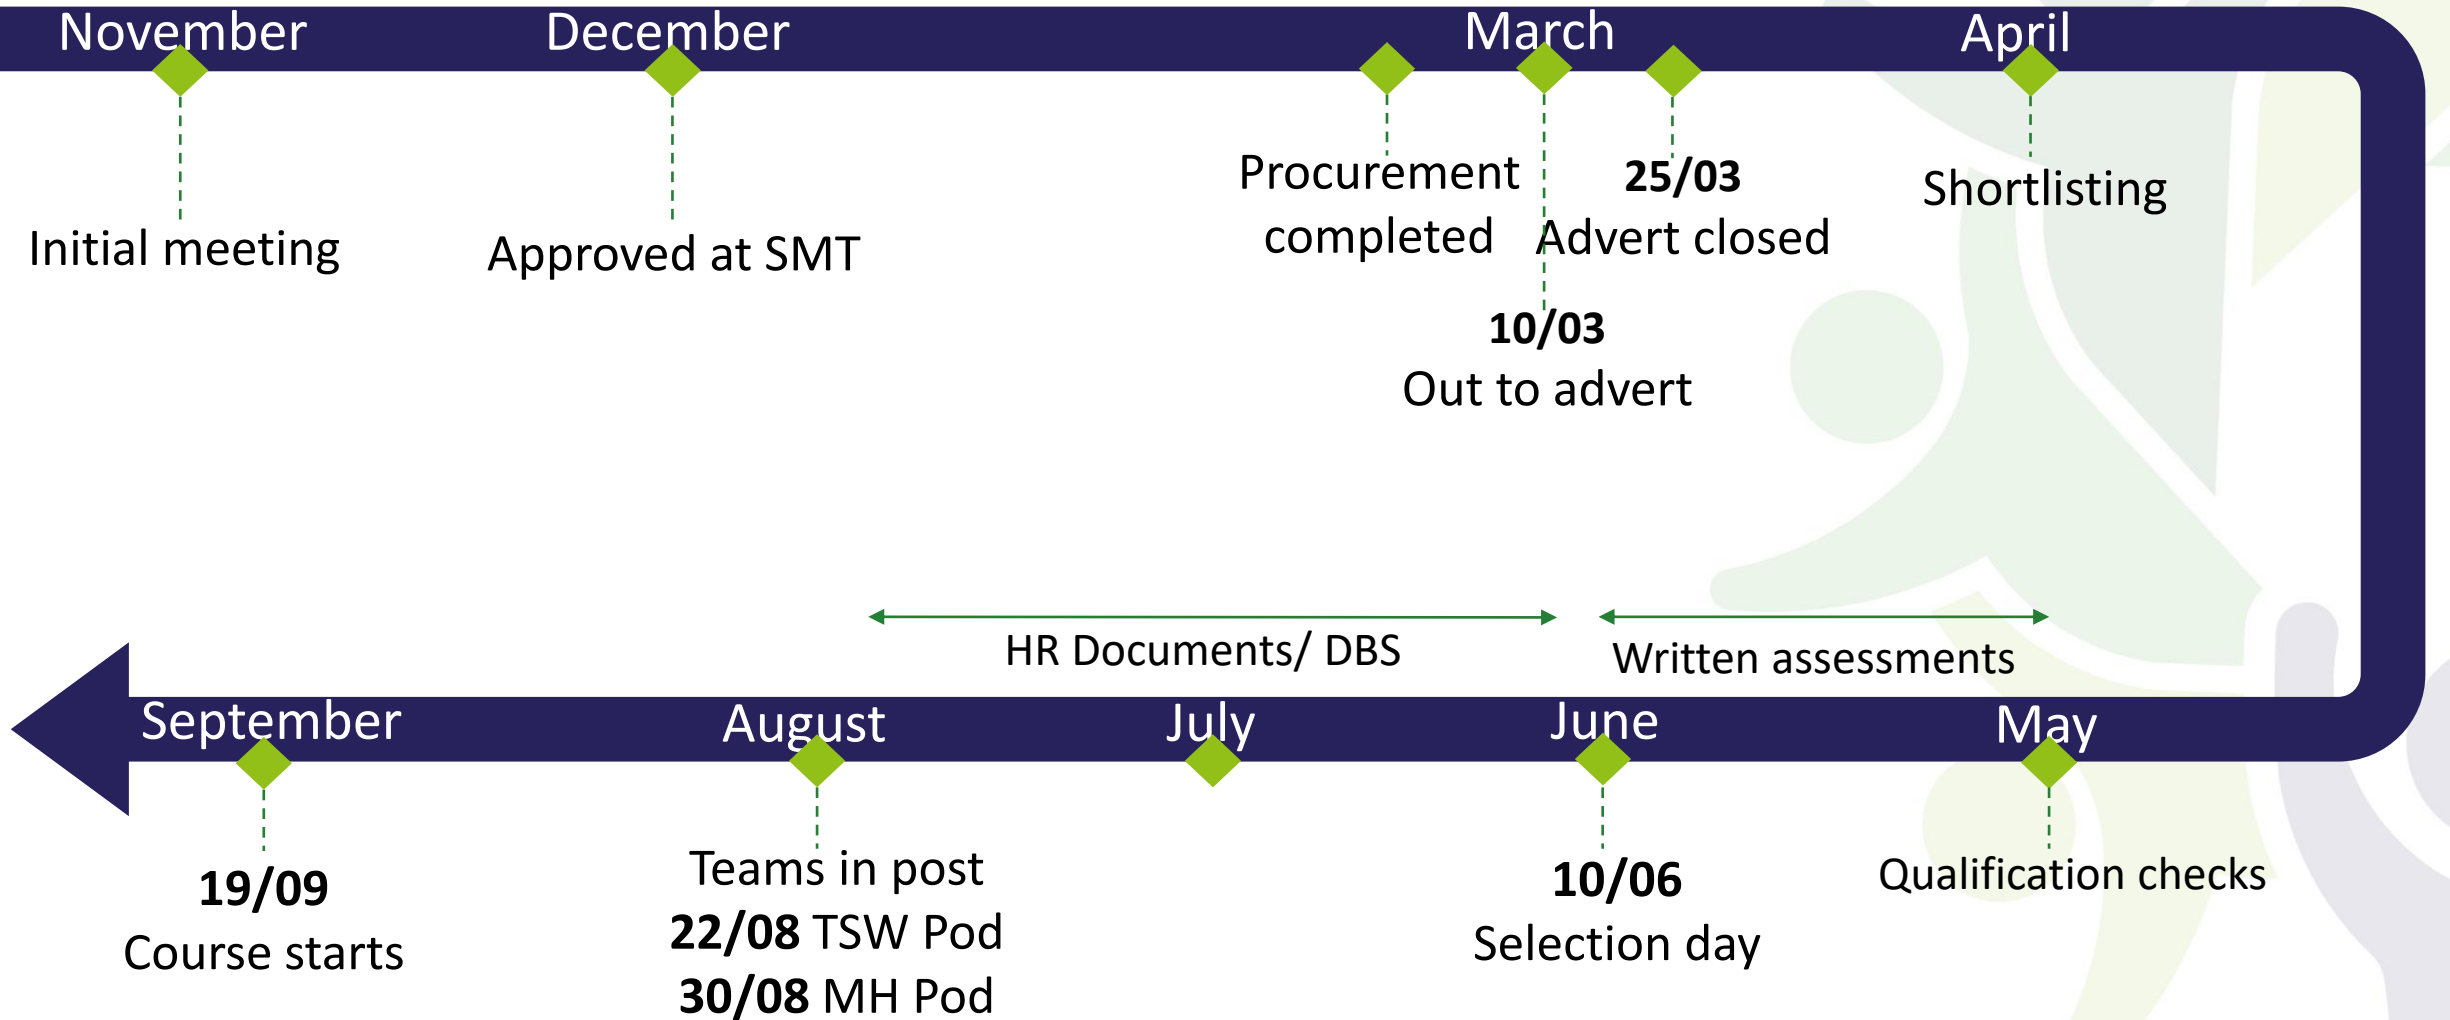 November
December
March
April
Initial meeting
Approved at SMT
Procurement
completed
25/03
Advert closed
10/03
Out to advert
Shortlisting
HR Documents/ DBS
Written assessments
September
August
July
June
May
19/09
Course starts
Teams in post
22/08 TSW Pod
30/08 MH Pod
10/06
Selection day
Qualification checks